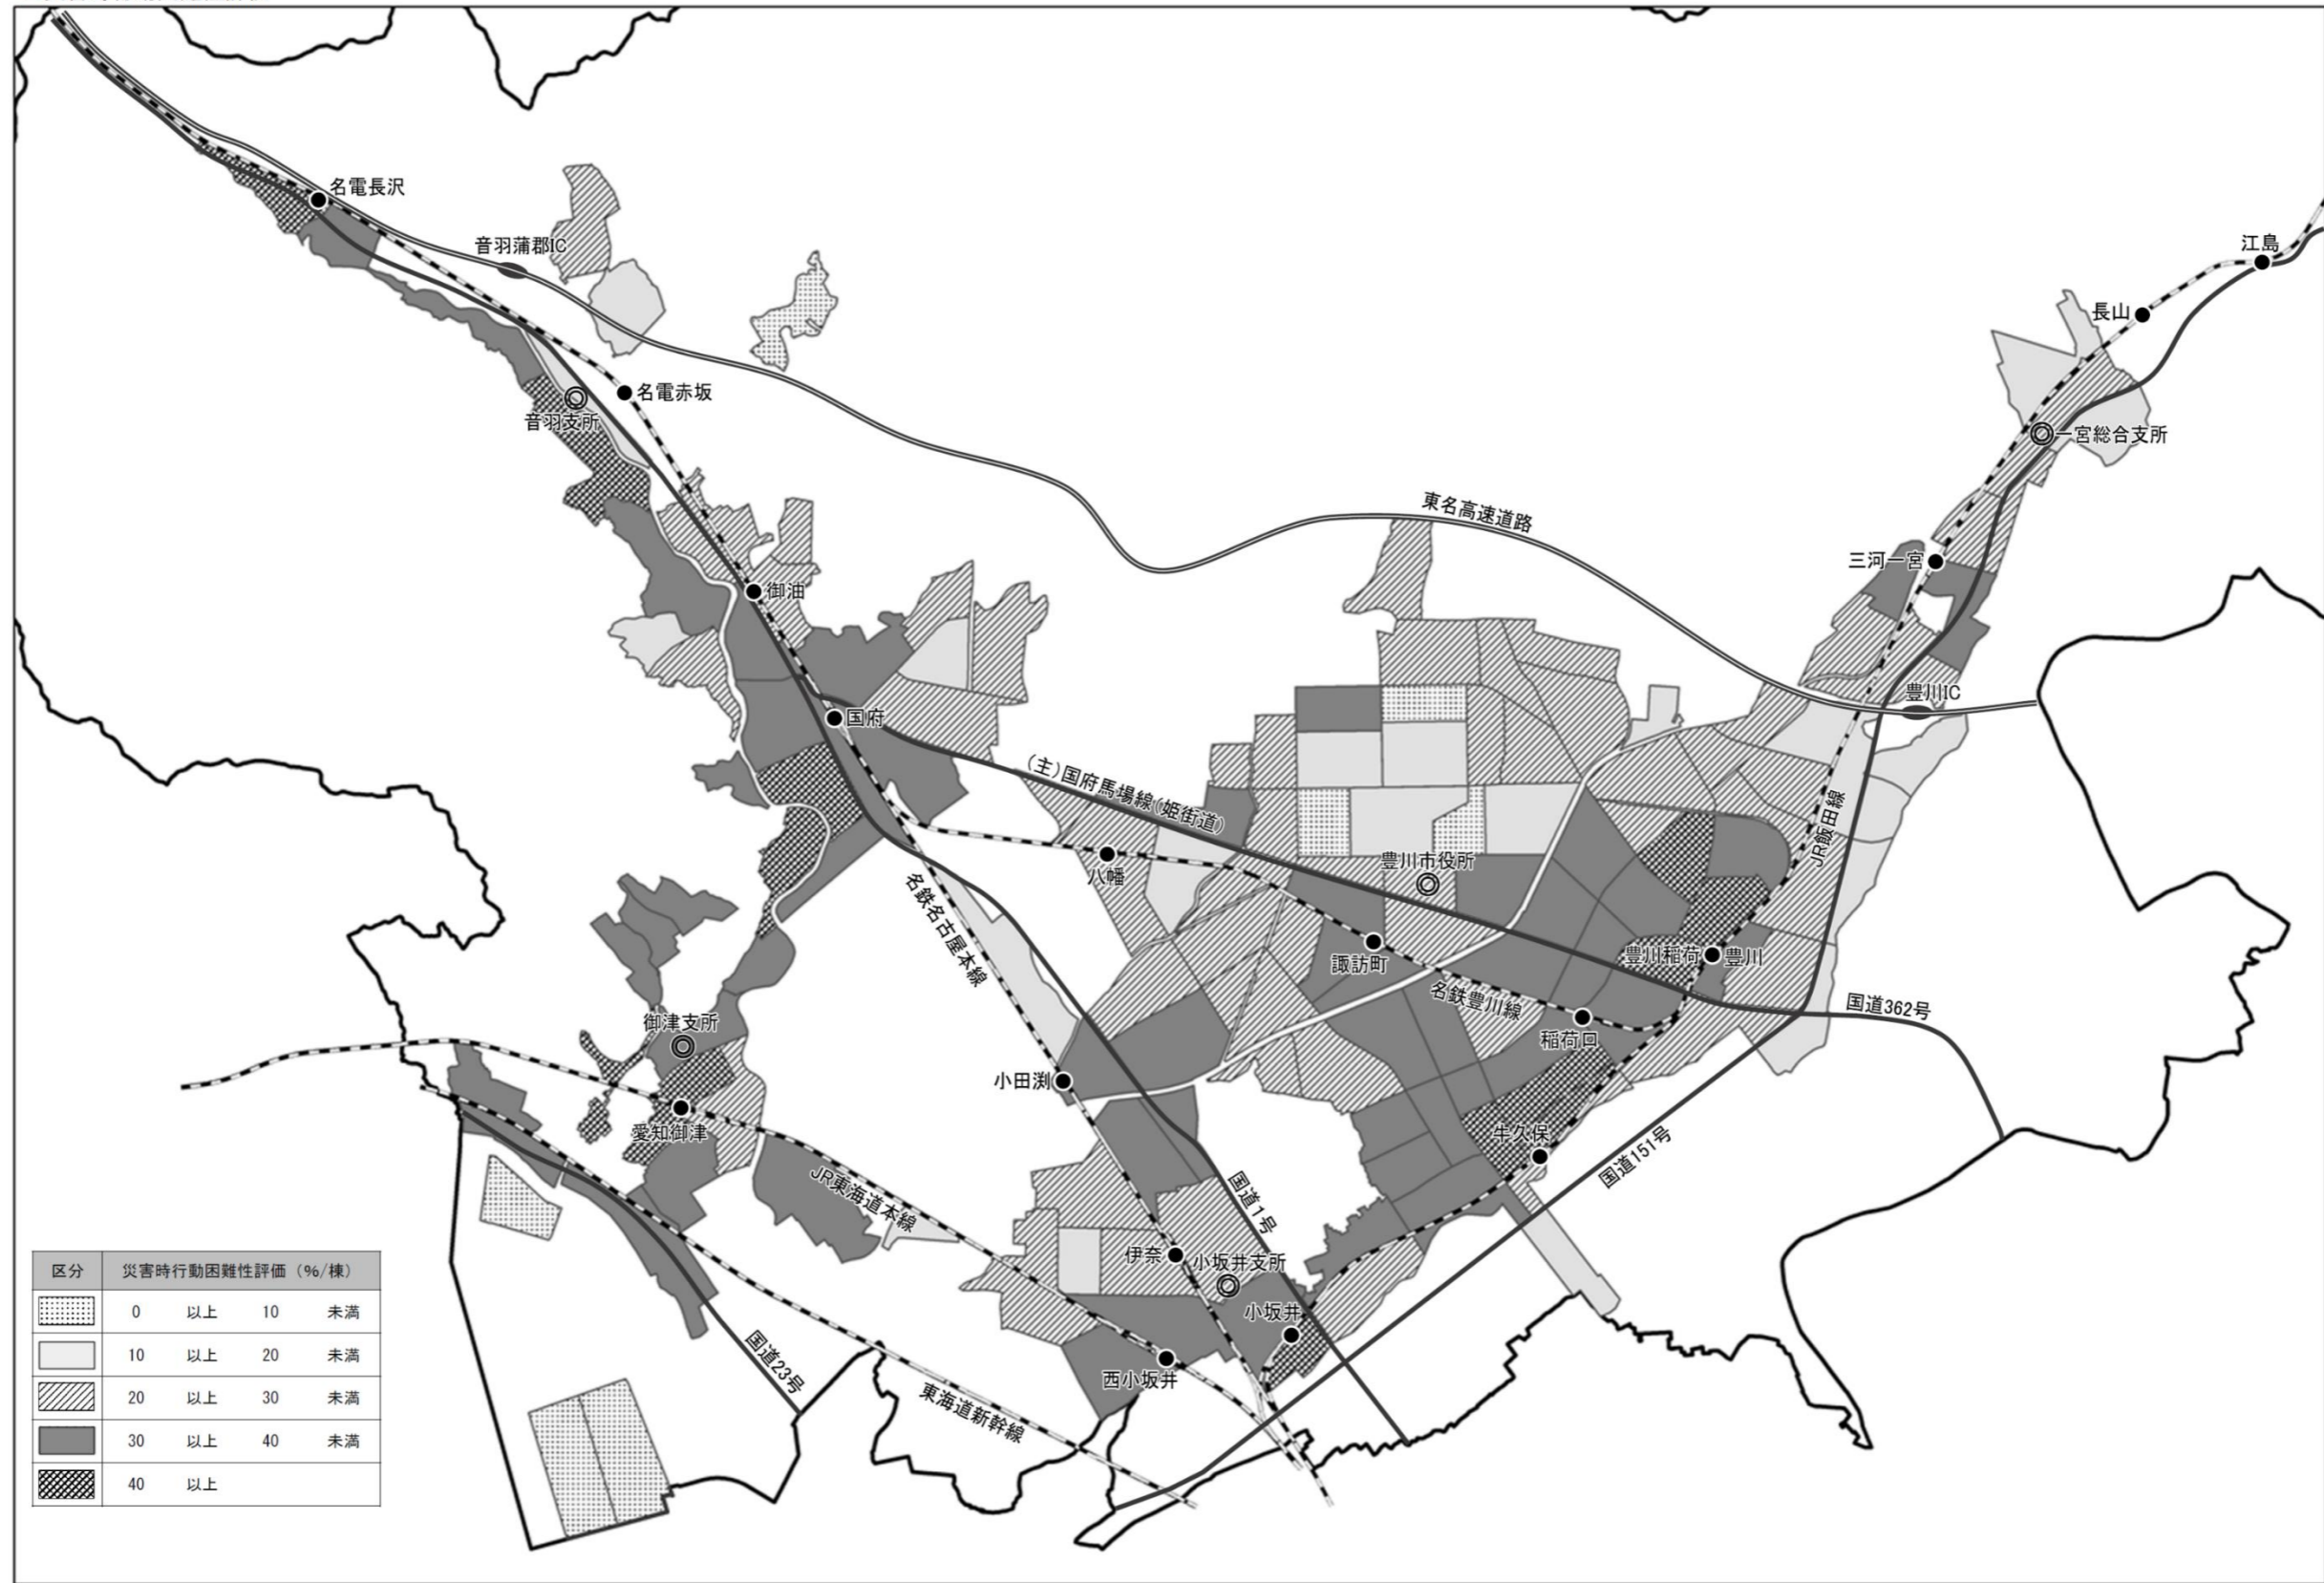 名電長沢
音羽蒲郡IC
江島
長山
名電赤坂
音羽支所
一宮総合支所
東名高速道路
三河一宮
御油
豊川IC
国府
(主)国府馬場線(姫街道)
JR飯田線
八幡
豊川市役所
名鉄名古屋本線
諏訪町
豊川稲荷
豊川
名鉄豊川線
国道362号
御津支所
稲荷口
小田渕
愛知御津
牛久保
国道151号
JR東海道本線
国道1号
伊奈
小坂井支所
小坂井
国道23号
西小坂井
東海道新幹線
区分 災害時行動困難性評価(%/棟)
0 以上 10 未満
10 以上 20 未満
20 以上 30 未満
30 以上 40 未満
40 以上